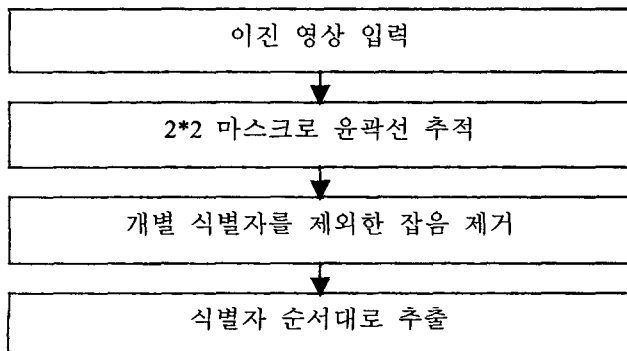 이진 영상 입력
2*2 마스크로 윤곽선 추적
개별 식별자를 제외한 잡음 제거
식별자 순서대로 추출